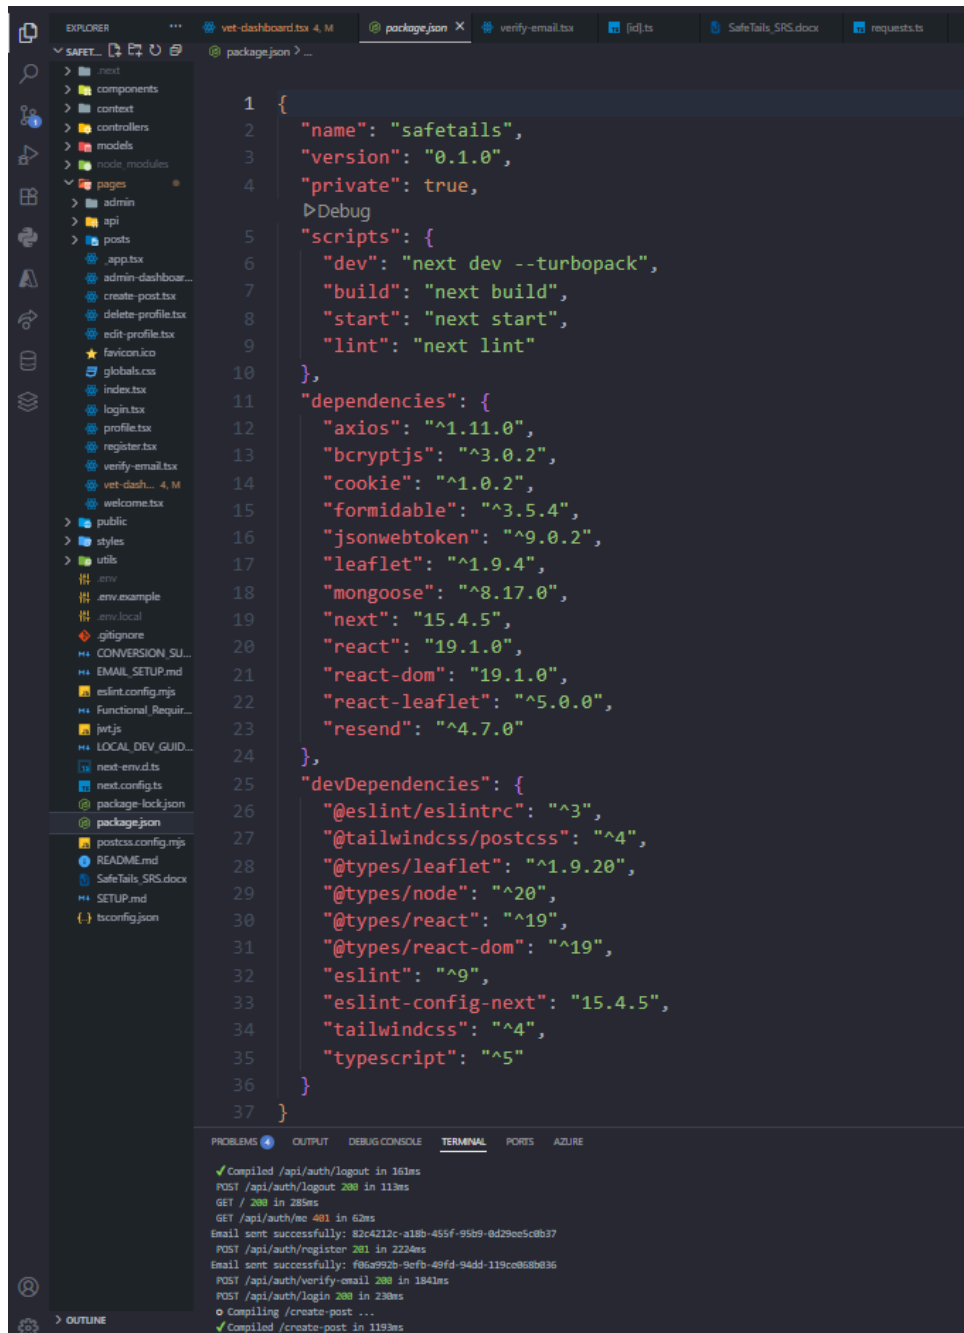 EXPLORER ...
SAFET...
.next
components
context
controllers
models
node_modules
pages
admin
api
posts
_app.tsx
admin-dashboar...
create-post.tsx
delete-profile.tsx
edit-profile.tsx
favicon.ico
globals.css
index.tsx
login.tsx
profile.tsx
register.tsx
verify-email.tsx
vet-dash... 4, M
welcome.tsx
public
styles
utils
.env
.env.example
.env.local
.gitignore
CONVERSION_SU...
EMAIL_SETUP.md
eslint.config.mjs
Functional_Requir...
jwt.js
LOCAL_DEV_GUID...
next-env.d.ts
next.config.ts
package-lock.json
package.json
postcss.config.mjs
README.md
SafeTails_SRS.docx
SETUP.md
tsconfig.json
OUTLINE
1
vet-dashboard.tsx 4, M package.json verify-email.tsx [id].ts SafeTails_SRS.docx requests.ts
package.json > ...
1 {
2 "name": "safetails",
3 "version": "0.1.0",
4 "private": true,
Debug
5 "scripts": {
6 "dev": "next dev --turbopack",
7 "build": "next build",
8 "start": "next start",
9 "lint": "next lint"
10 },
11 "dependencies": {
12 "axios": "^1.11.0",
13 "bcryptjs": "^3.0.2",
14 "cookie": "^1.0.2",
15 "formidable": "^3.5.4",
16 "jsonwebtoken": "^9.0.2",
17 "leaflet": "^1.9.4",
18 "mongoose": "^8.17.0",
19 "next": "15.4.5",
20 "react": "19.1.0",
21 "react-dom": "19.1.0",
22 "react-leaflet": "^5.0.0",
23 "resend": "^4.7.0"
24 },
25 "devDependencies": {
26 "@eslint/eslintrc": "^3",
27 "@tailwindcss/postcss": "^4",
28 "@types/leaflet": "^1.9.20",
29 "@types/node": "^20",
30 "@types/react": "^19",
31 "@types/react-dom": "^19",
32 "eslint": "^9",
33 "eslint-config-next": "15.4.5",
34 "tailwindcss": "^4",
35 "typescript": "^5"
36 }
37 }
PROBLEMS 4 OUTPUT DEBUG CONSOLE TERMINAL PORTS AZURE
✓ Compiled /api/auth/logout in 161ms
POST /api/auth/logout 200 in 113ms
GET / 200 in 285ms
GET /api/auth/me 401 in 62ms
Email sent successfully: 82c4212c-a18b-455f-95b9-0d29ee5c0b37
POST /api/auth/register 201 in 2224ms
Email sent successfully: f06a992b-9efb-49fd-94dd-119ce068b036
POST /api/auth/verify-email 200 in 1841ms
POST /api/auth/login 200 in 230ms
○ Compiling /create-post ...
✓ Compiled /create-post in 1193ms